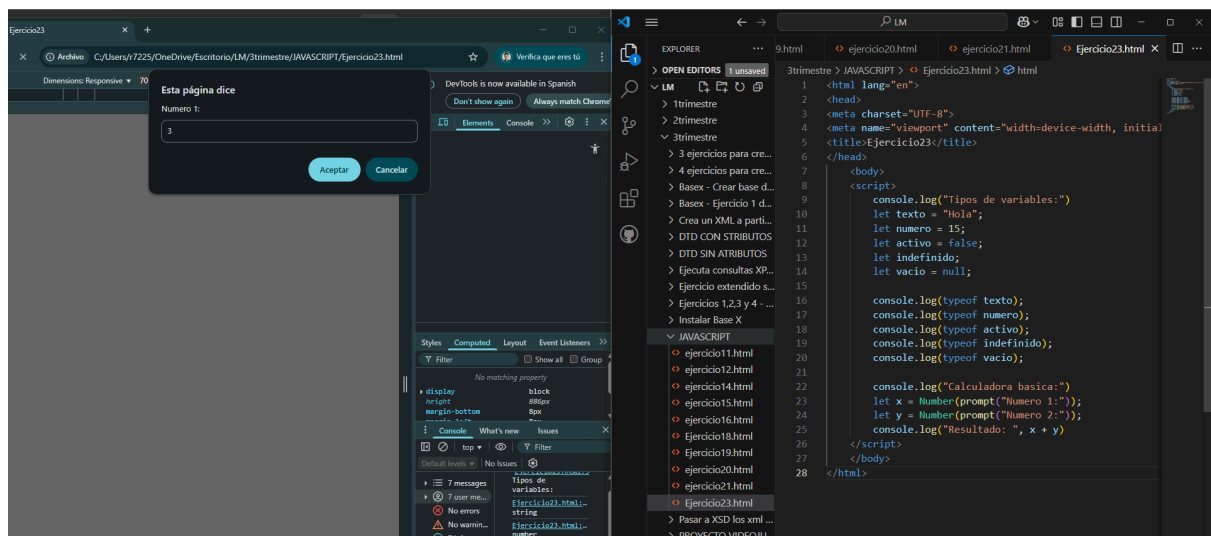 Ejercicio23
Archivo C:/Users/r7225/OneDrive/Escritorio/LM/3trimestre/JAVASCRIPT/Ejercicio23.html
Verifica que eres tú
Dimensions: Responsive 70
Esta página dice
Numero 1:
3
Aceptar Cancelar
DevTools is now available in Spanish
Don't show again Always match Chrome'
Elements Console
Styles Computed Layout Event Listeners
Filter Show all Group
No matching property
display block
height 886px
margin-bottom 8px
Console What's new Issues
top Filter
Default levels No Issues
7 messages
7 user me...
No errors
No warnin...
Tipos de
variables:
Ejercicio23.html:…
string
Ejercicio23.html:…
number
LM
EXPLORER
OPEN EDITORS 1 unsaved
LM
1trimestre
2trimestre
3trimestre
3 ejercicios para cre...
4 ejercicios para cre...
Basex - Crear base d...
Basex - Ejercicio 1 d...
Crea un XML a parti...
DTD CON STRIBUTOS
DTD SIN ATRIBUTOS
Ejecuta consultas XP...
Ejercicio extendido s...
Ejercicios 1,2,3 y 4 - ...
Instalar Base X
JAVASCRIPT
ejercicio11.html
ejercicio12.html
ejercicio14.html
ejercicio15.html
ejercicio16.html
Ejercicio18.html
Ejercicio19.html
ejercicio20.html
ejercicio21.html
Ejercicio23.html
Pasar a XSD los xml ...
9.html ejercicio20.html ejercicio21.html Ejercicio23.html
3trimestre > JAVASCRIPT > Ejercicio23.html > html
1 <html lang="en">
2 <head>
3 <meta charset="UTF-8">
4 <meta name="viewport" content="width=device-width, initial
5 <title>Ejercicio23</title>
6 </head>
7 <body>
8 <script>
9 console.log("Tipos de variables:")
10 let texto = "Hola";
11 let numero = 15;
12 let activo = false;
13 let indefinido;
14 let vacio = null;
15
16 console.log(typeof texto);
17 console.log(typeof numero);
18 console.log(typeof activo);
19 console.log(typeof indefinido);
20 console.log(typeof vacio);
21
22 console.log("Calculadora basica:")
23 let x = Number(prompt("Numero 1:"));
24 let y = Number(prompt("Numero 2:"));
25 console.log("Resultado: ", x + y)
26 </script>
27 </body>
28 </html>